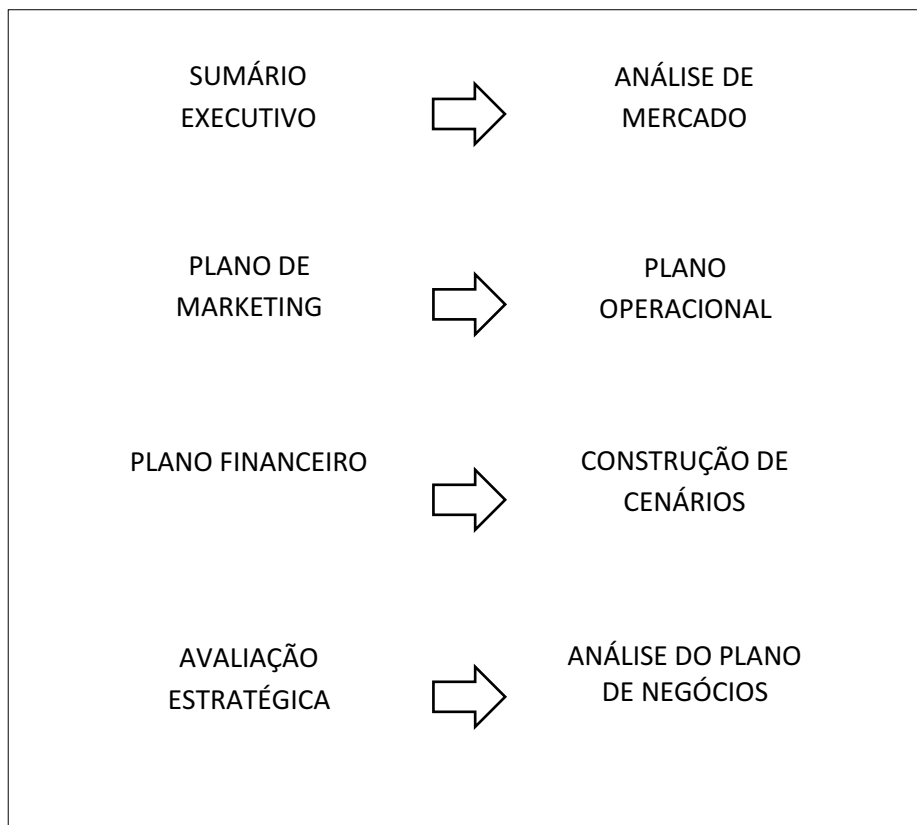 SUMÁRIO
EXECUTIVO
ANÁLISE DE
MERCADO
PLANO DE
MARKETING
PLANO
OPERACIONAL
PLANO FINANCEIRO
CONSTRUÇÃO DE
CENÁRIOS
AVALIAÇÃO
ESTRATÉGICA
ANÁLISE DO PLANO
DE NEGÓCIOS